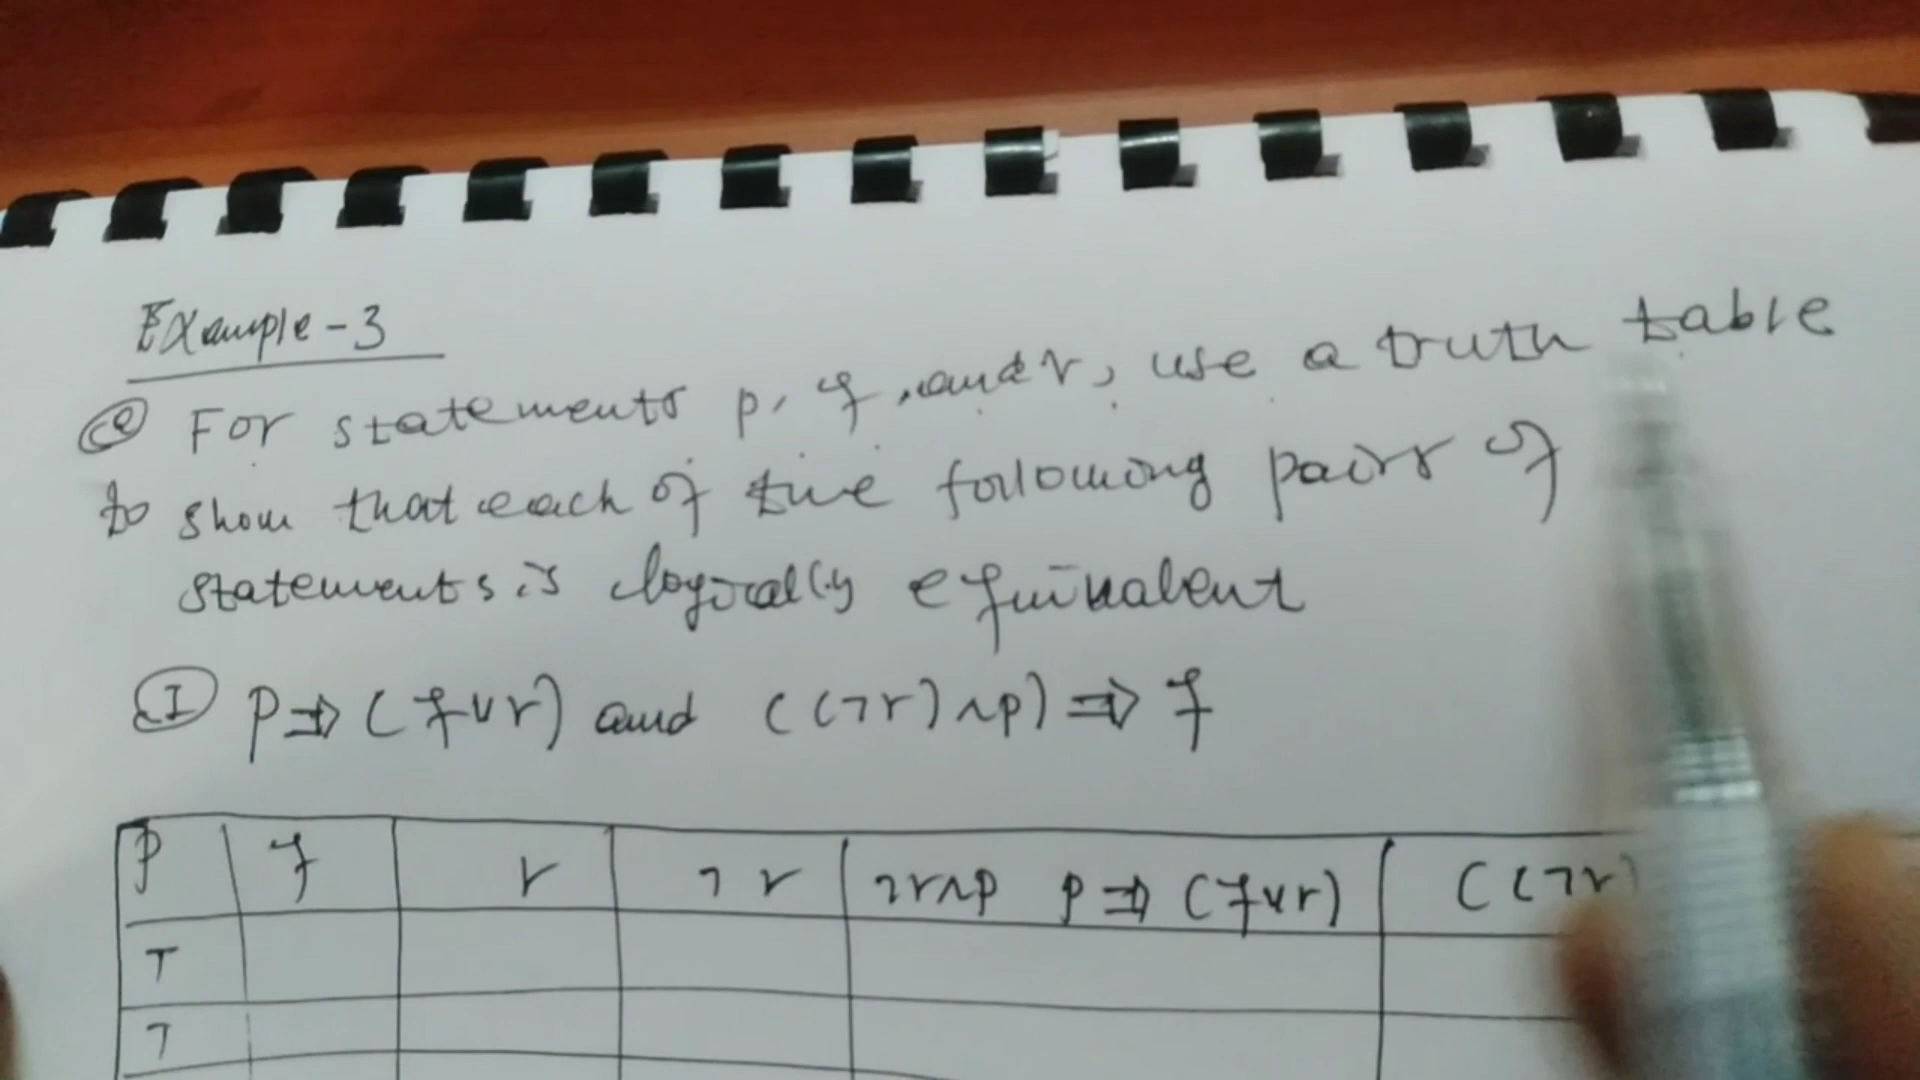 Example-3
(e) For statements p, q, and r, use a truth table
to show that each of the following pairs of
statements is logically equivalent
(I) p⇒(q∨r) and ((¬r)∧p)⇒q
p q r ¬r ¬r∧p p⇒(q∨r) ((¬r)
T
T